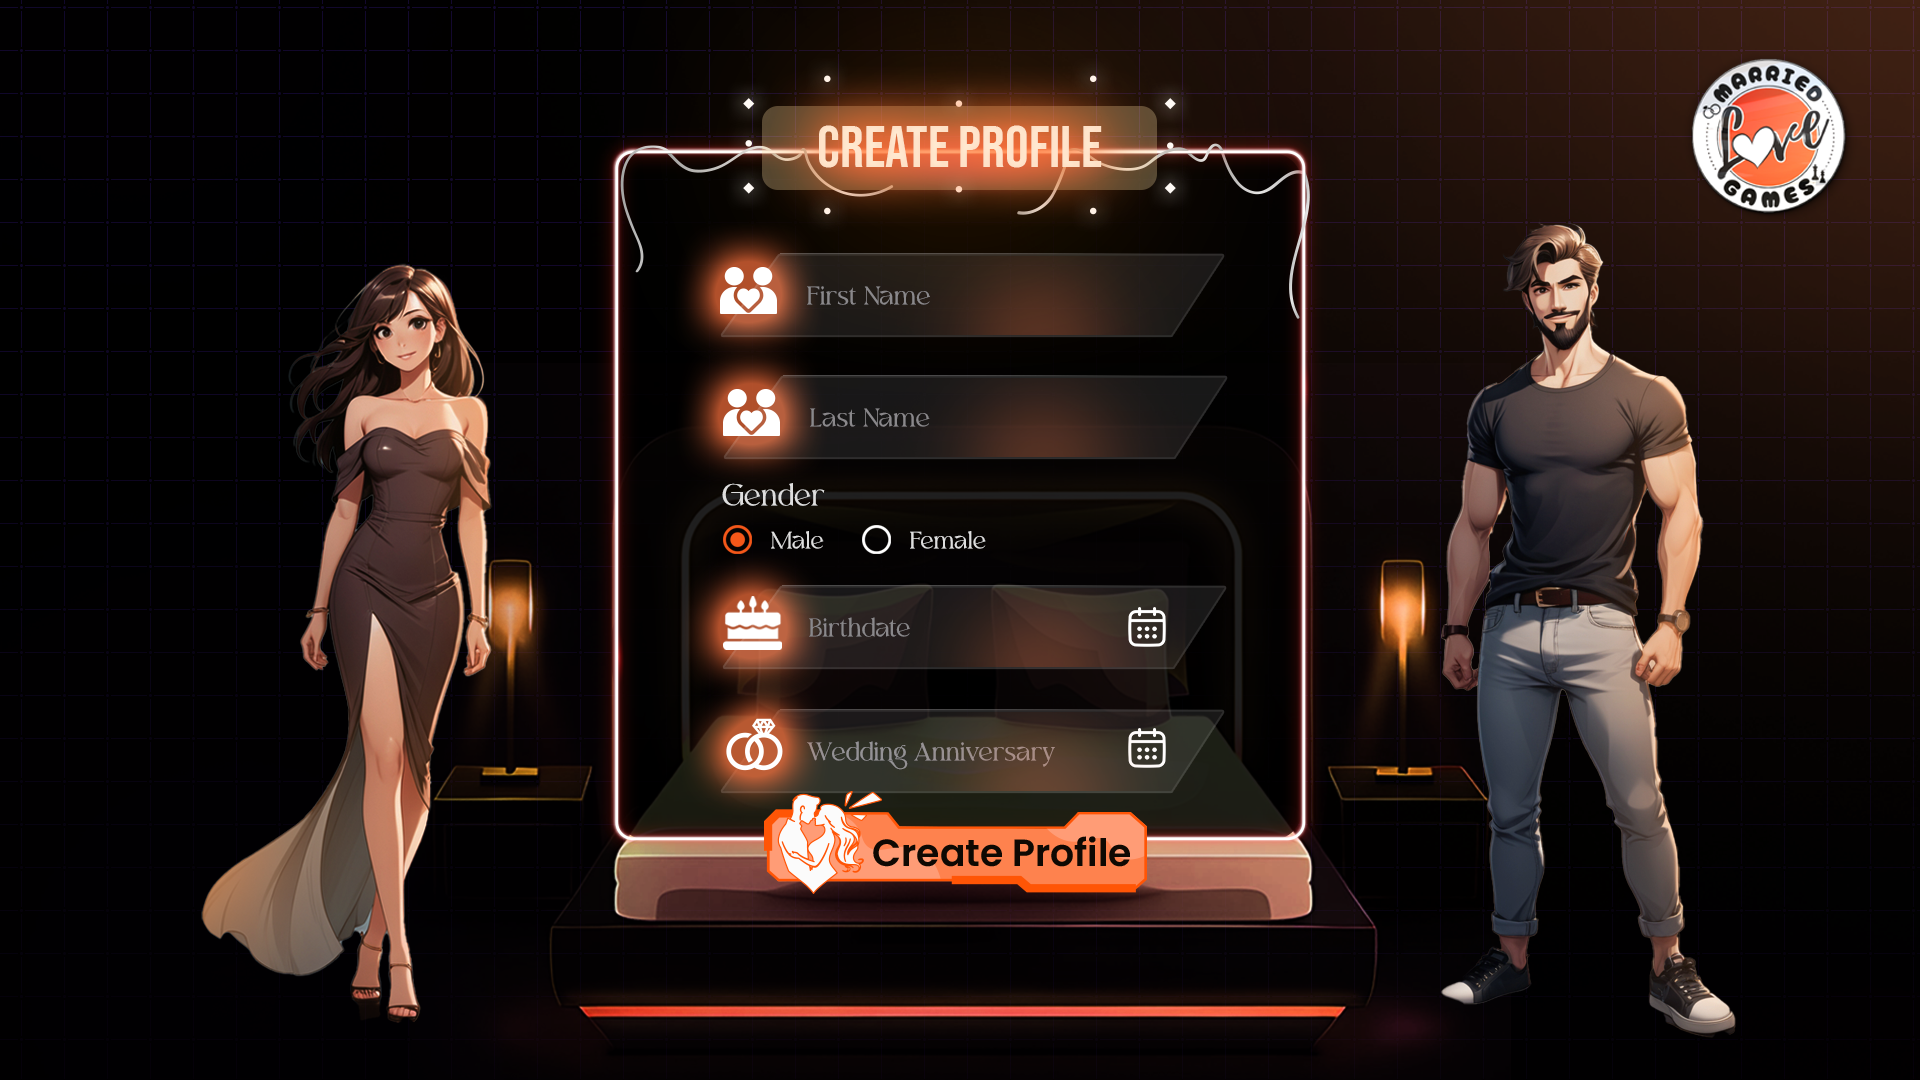 MARRIED
Love
GAMES
CREATE PROFILE
First Name
Last Name
Gender
Male Female
Birthdate
Wedding Anniversary
Create Profile